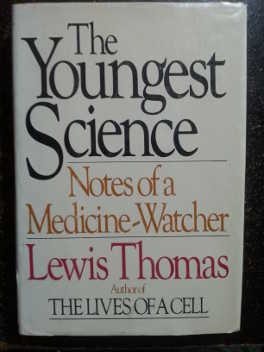 The
Youngest
Science
Notes of a
Medicine-Watcher
Lewis Thomas
Author of
THE LIVES OF A CELL